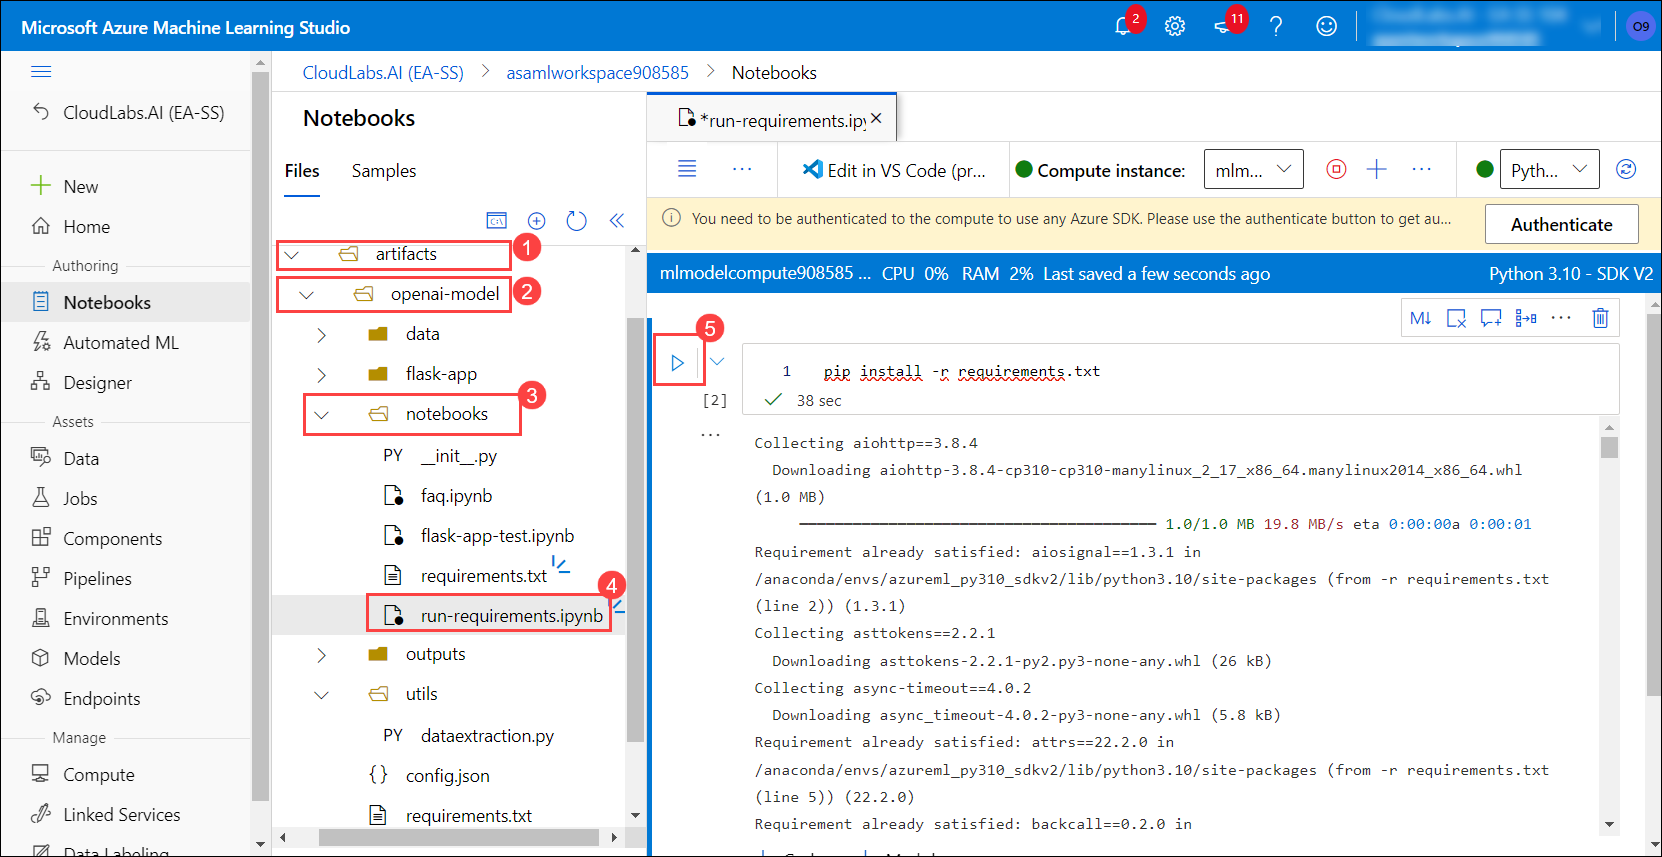 Microsoft Azure Machine Learning Studio
2
11
O9
CloudLabs.AI (EA-SS)
New
Home
Authoring
Notebooks
Automated ML
Designer
Assets
Data
Jobs
Components
Pipelines
Environments
Models
Endpoints
Manage
Compute
Linked Services
Data Labeling
CloudLabs.AI (EA-SS) > asamlworkspace908585 > Notebooks
Notebooks
Files Samples
artifacts 1
openai-model 2
data
flask-app
notebooks 3
PY __init__.py
faq.ipynb
flask-app-test.ipynb
requirements.txt
run-requirements.ipynb 4
outputs
utils
PY dataextraction.py
{} config.json
requirements.txt
*run-requirements.ipy
Edit in VS Code (pr... Compute instance: mlm... Pyth...
You need to be authenticated to the compute to use any Azure SDK. Please use the authenticate button to get au... Authenticate
mlmodelcompute908585 ... CPU 0% RAM 2% Last saved a few seconds ago Python 3.10 - SDK V2
M↓
5
1 pip install -r requirements.txt
[2] 38 sec
Collecting aiohttp==3.8.4
Downloading aiohttp-3.8.4-cp310-cp310-manylinux_2_17_x86_64.manylinux2014_x86_64.whl
(1.0 MB)
1.0/1.0 MB 19.8 MB/s eta 0:00:00a 0:00:01
Requirement already satisfied: aiosignal==1.3.1 in
/anaconda/envs/azureml_py310_sdkv2/lib/python3.10/site-packages (from -r requirements.txt
(line 2)) (1.3.1)
Collecting asttokens==2.2.1
Downloading asttokens-2.2.1-py2.py3-none-any.whl (26 kB)
Collecting async-timeout==4.0.2
Downloading async_timeout-4.0.2-py3-none-any.whl (5.8 kB)
Requirement already satisfied: attrs==22.2.0 in
/anaconda/envs/azureml_py310_sdkv2/lib/python3.10/site-packages (from -r requirements.txt
(line 5)) (22.2.0)
Requirement already satisfied: backcall==0.2.0 in